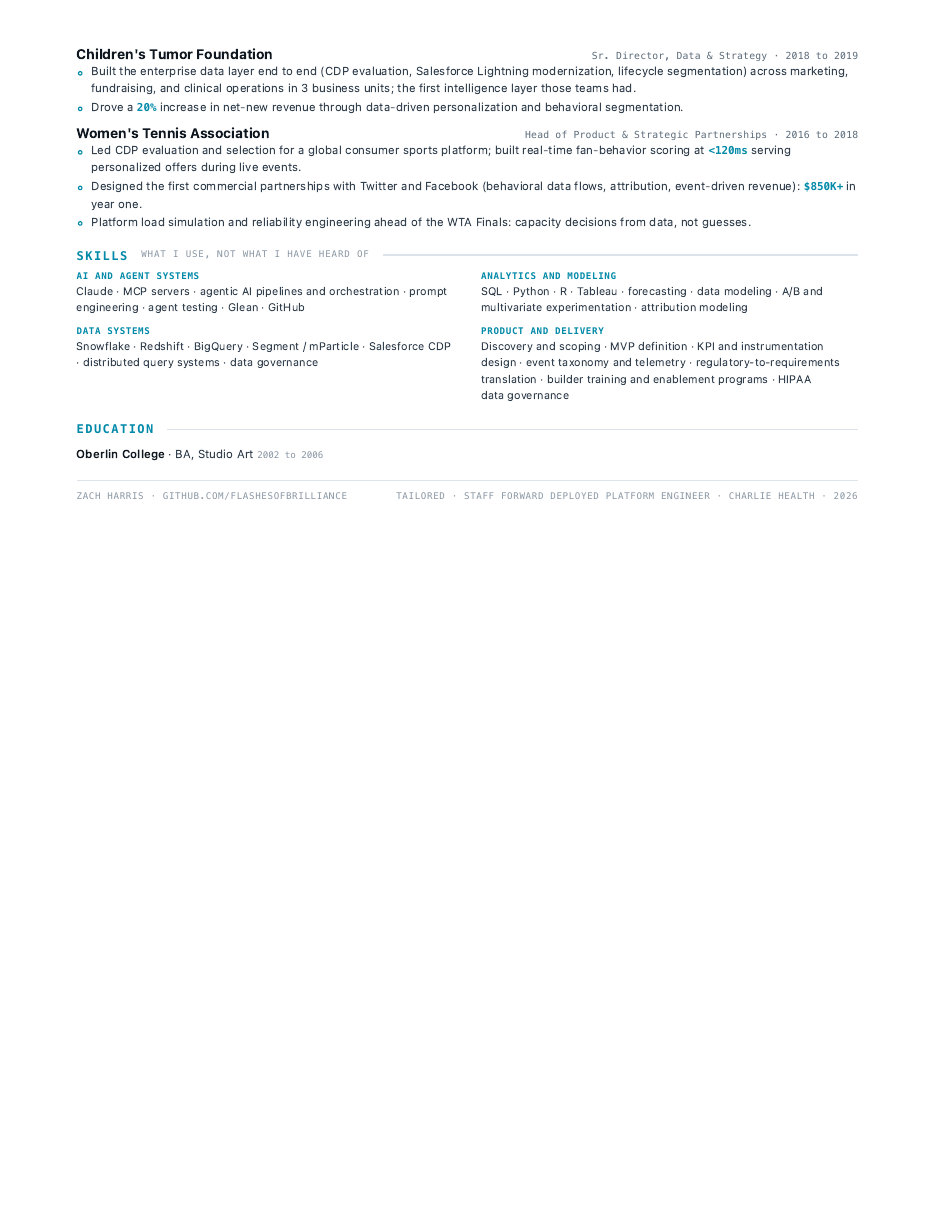 Children's Tumor Foundation
Sr. Director, Data & Strategy · 2018 to 2019
Built the enterprise data layer end to end (CDP evaluation, Salesforce Lightning modernization, lifecycle segmentation) across marketing,
fundraising, and clinical operations in 3 business units; the first intelligence layer those teams had.
Drove a 20% increase in net-new revenue through data-driven personalization and behavioral segmentation.
Women's Tennis Association
Head of Product & Strategic Partnerships · 2016 to 2018
Led CDP evaluation and selection for a global consumer sports platform; built real-time fan-behavior scoring at <120ms serving
personalized offers during live events.
Designed the first commercial partnerships with Twitter and Facebook (behavioral data flows, attribution, event-driven revenue): $850K+ in
year one.
Platform load simulation and reliability engineering ahead of the WTA Finals: capacity decisions from data, not guesses.
SKILLS WHAT I USE, NOT WHAT I HAVE HEARD OF
AI AND AGENT SYSTEMS
Claude · MCP servers · agentic AI pipelines and orchestration · prompt
engineering · agent testing · Glean · GitHub
ANALYTICS AND MODELING
SQL · Python · R · Tableau · forecasting · data modeling · A/B and
multivariate experimentation · attribution modeling
DATA SYSTEMS
Snowflake · Redshift · BigQuery · Segment / mParticle · Salesforce CDP
· distributed query systems · data governance
PRODUCT AND DELIVERY
Discovery and scoping · MVP definition · KPI and instrumentation
design · event taxonomy and telemetry · regulatory-to-requirements
translation · builder training and enablement programs · HIPAA
data governance
EDUCATION
Oberlin College · BA, Studio Art 2002 to 2006
ZACH HARRIS · GITHUB.COM/FLASHESOFBRILLIANCE
TAILORED · STAFF FORWARD DEPLOYED PLATFORM ENGINEER · CHARLIE HEALTH · 2026